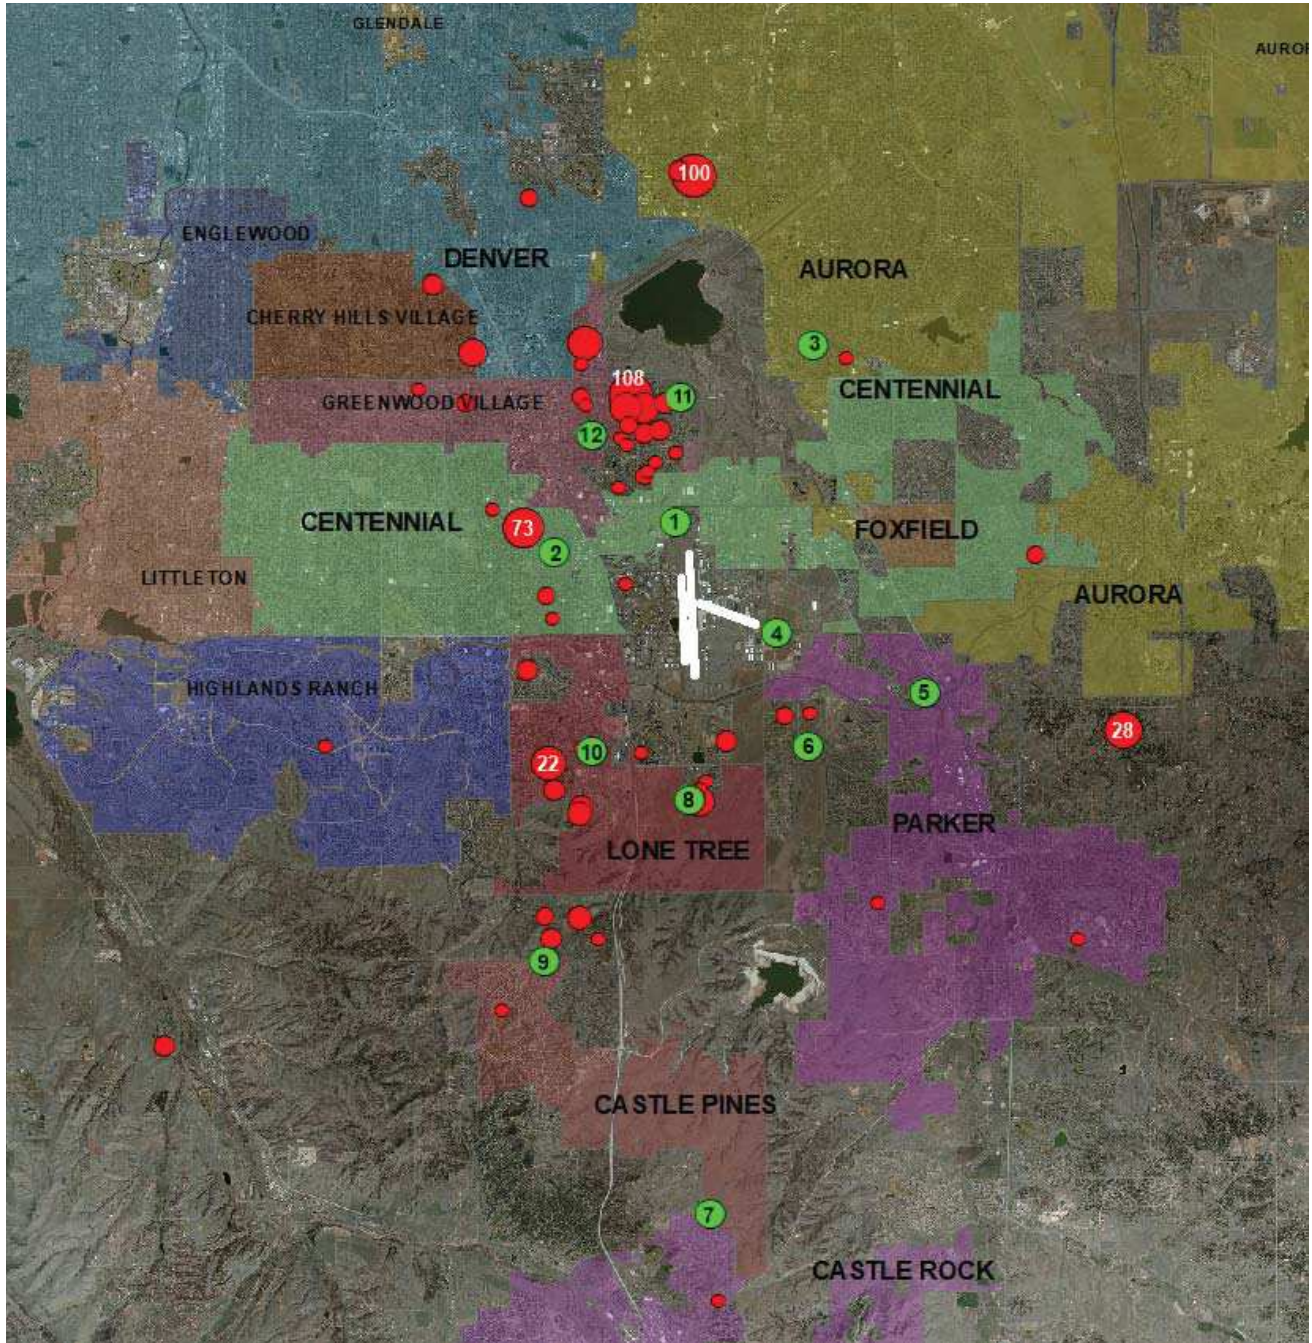 GLENDALE
AUROR
100
ENGLEWOOD
DENVER
AURORA
CHERRY HILLS VILLAGE
3
108
CENTENNIAL
GREENWOOD VILLAGE
11
12
CENTENNIAL
73
1
FOXFIELD
2
LITTLETON
AURORA
4
HIGHLANDS RANCH
5
28
6
10
22
8
PARKER
LONE TREE
9
CASTLE PINES
7
CASTLE ROCK